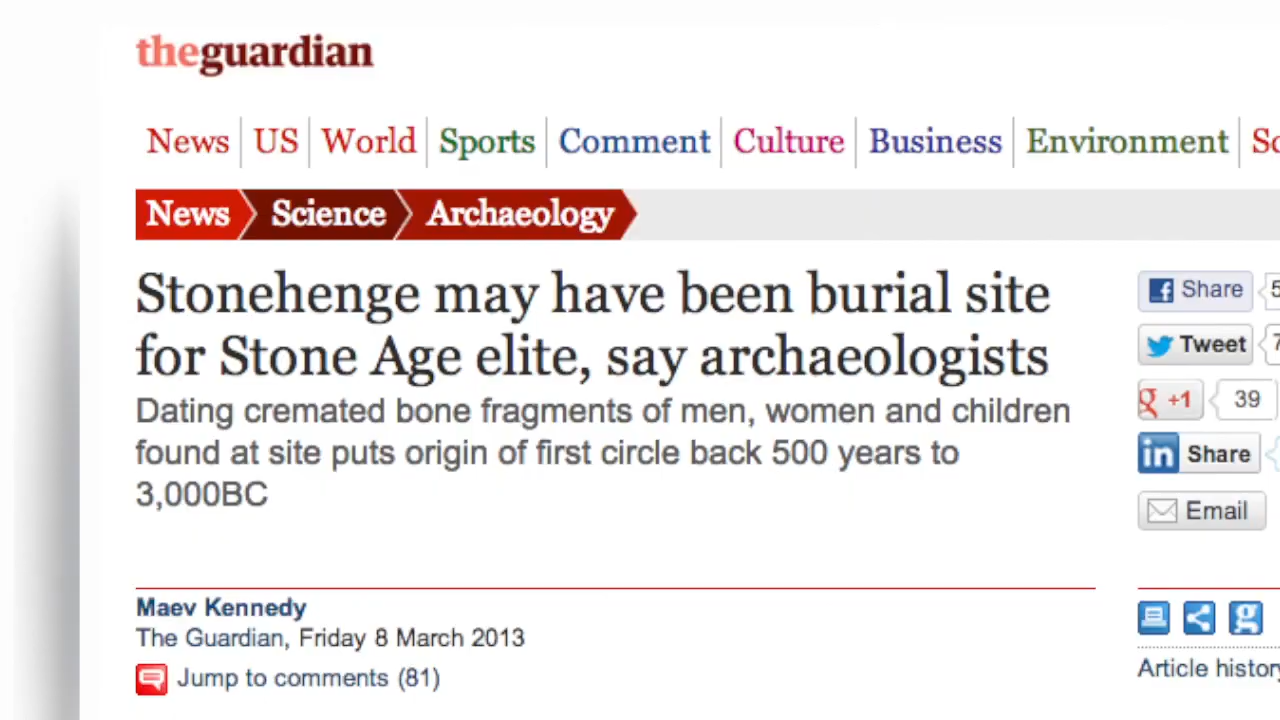 theguardian
News US World Sports Comment Culture Business Environment
News Science Archaeology
Stonehenge may have been burial site
for Stone Age elite, say archaeologists
Dating cremated bone fragments of men, women and children
found at site puts origin of first circle back 500 years to
3,000BC
Share
Tweet
+1 39
in Share
Email
Maev Kennedy
The Guardian, Friday 8 March 2013
Jump to comments (81)
Article history